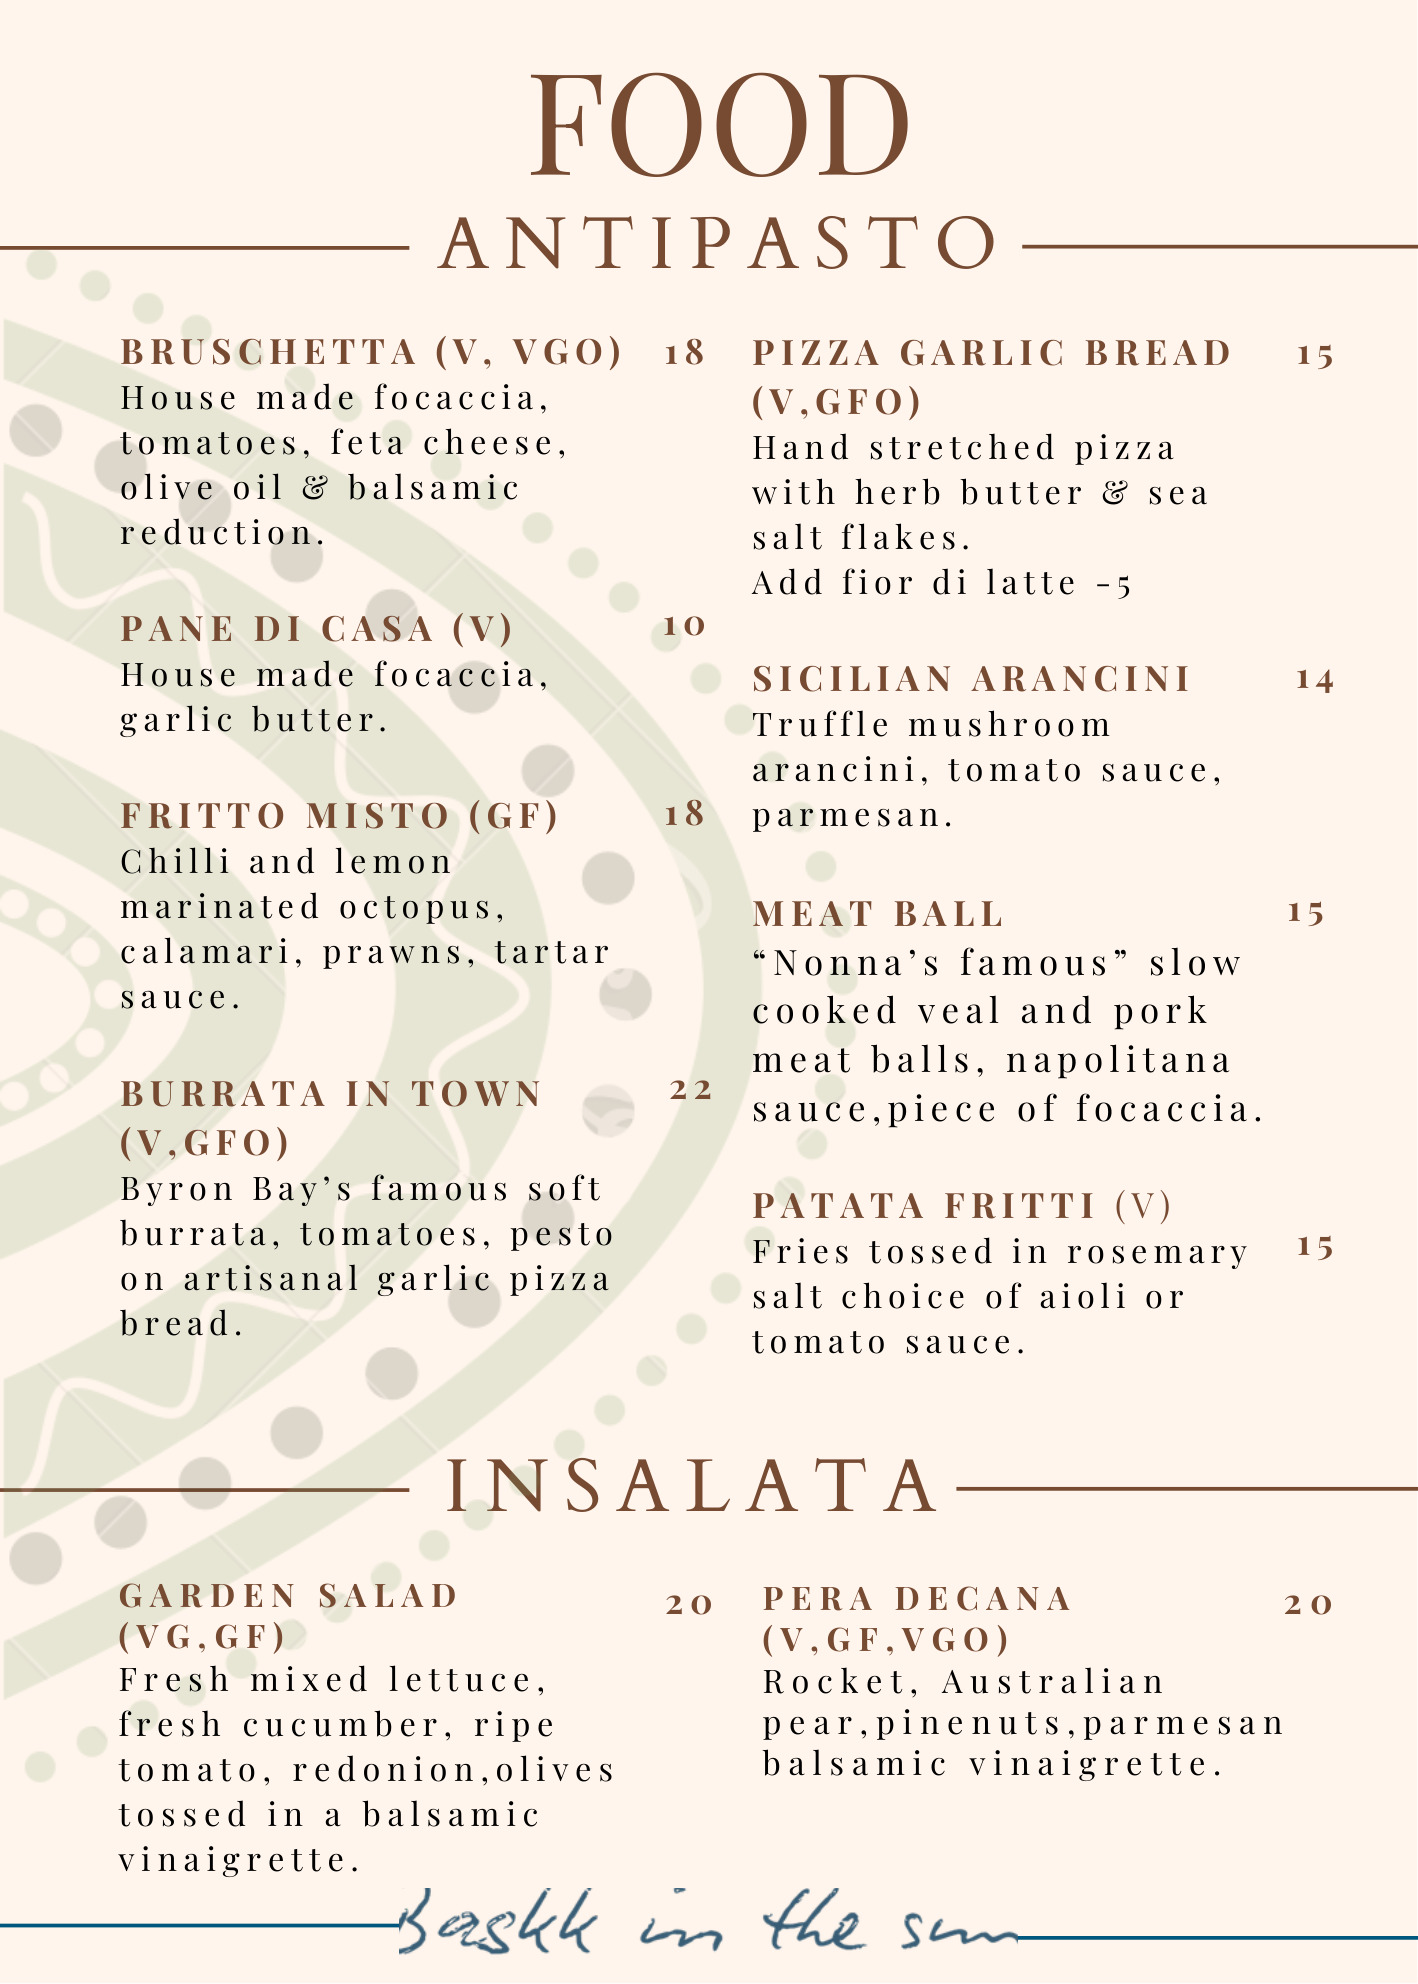 FOOD
ANTIPASTO
BRUSCHETTA (V, VGO) 18
House made focaccia,
tomatoes, feta cheese,
olive oil & balsamic
reduction.
PANE DI CASA (V) 10
House made focaccia,
garlic butter.
FRITTO MISTO (GF) 18
Chilli and lemon
marinated octopus,
calamari, prawns, tartar
sauce.
BURRATA IN TOWN 22
(V,GFO)
Byron Bay’s famous soft
burrata, tomatoes, pesto
on artisanal garlic pizza
bread.
PIZZA GARLIC BREAD 15
(V,GFO)
Hand stretched pizza
with herb butter & sea
salt flakes.
Add fior di latte -5
SICILIAN ARANCINI 14
Truffle mushroom
arancini, tomato sauce,
parmesan.
MEAT BALL 15
“Nonna’s famous” slow
cooked veal and pork
meat balls, napolitana
sauce,piece of focaccia.
PATATA FRITTI (V)
Fries tossed in rosemary 15
salt choice of aioli or
tomato sauce.
INSALATA
GARDEN SALAD 20
(VG,GF)
Fresh mixed lettuce,
fresh cucumber, ripe
tomato, redonion,olives
tossed in a balsamic
vinaigrette.
PERA DECANA 20
(V,GF,VGO)
Rocket, Australian
pear,pinenuts,parmesan
balsamic vinaigrette.
Baskk in the sun